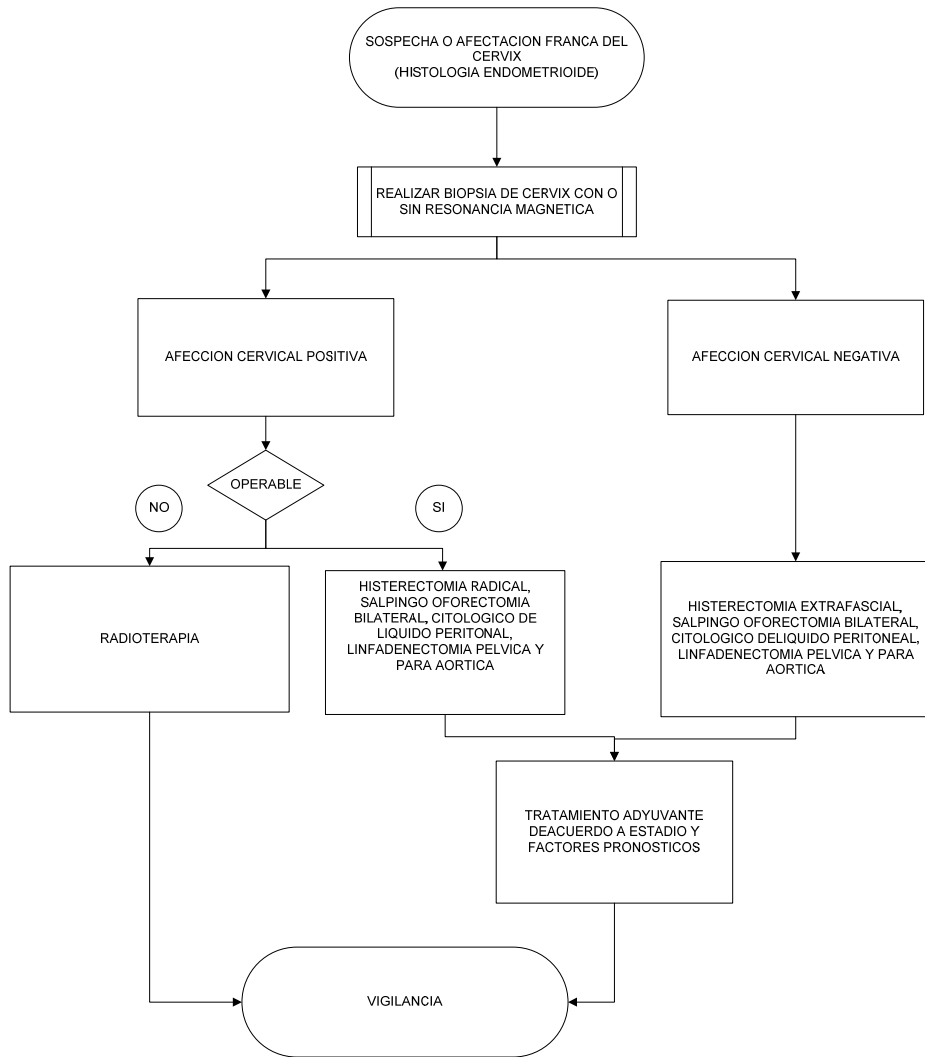 SOSPECHA O AFECTACION FRANCA DEL
CERVIX
(HISTOLOGIA ENDOMETRIOIDE)
REALIZAR BIOPSIA DE CERVIX CON O
SIN RESONANCIA MAGNETICA
AFECCION CERVICAL POSITIVA
AFECCION CERVICAL NEGATIVA
OPERABLE
NO
SI
RADIOTERAPIA
HISTERECTOMIA RADICAL,
SALPINGO OFORECTOMIA
BILATERAL, CITOLOGICO DE
LIQUIDO PERITONAL,
LINFADENECTOMIA PELVICA Y
PARA AORTICA
HISTERECTOMIA EXTRAFASCIAL,
SALPINGO OFORECTOMIA BILATERAL,
CITOLOGICO DELIQUIDO PERITONEAL,
LINFADENECTOMIA PELVICA Y PARA
AORTICA
TRATAMIENTO ADYUVANTE
DEACUERDO A ESTADIO Y
FACTORES PRONOSTICOS
VIGILANCIA